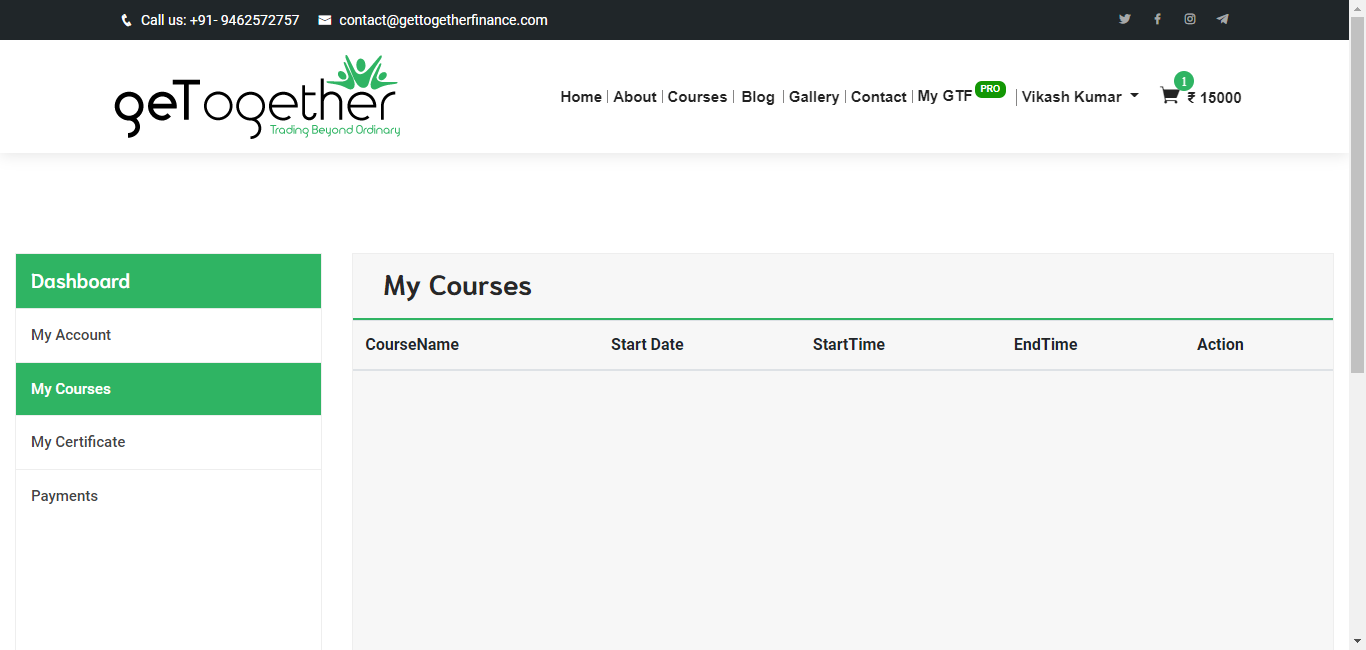 Call us: +91- 9462572757 contact@gettogetherfinance.com
geTogether
Trading Beyond Ordinary
Home About Courses Blog Gallery Contact My GTF PRO Vikash Kumar 1 ₹ 15000
Dashboard
My Account
My Courses
My Certificate
Payments
My Courses
CourseName Start Date StartTime EndTime Action